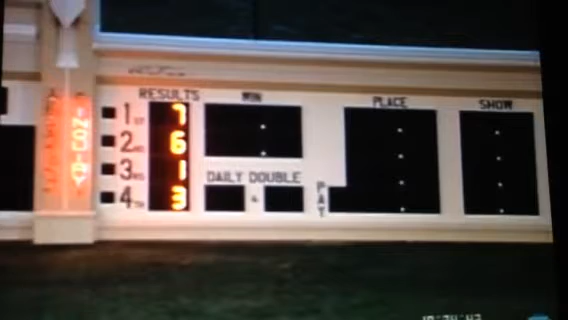 RESULTS WIN PLACE SHOW
INQUIRY
1ST 7
2ND 6
3RD 1
4TH 3
DAILY DOUBLE
&
PAY